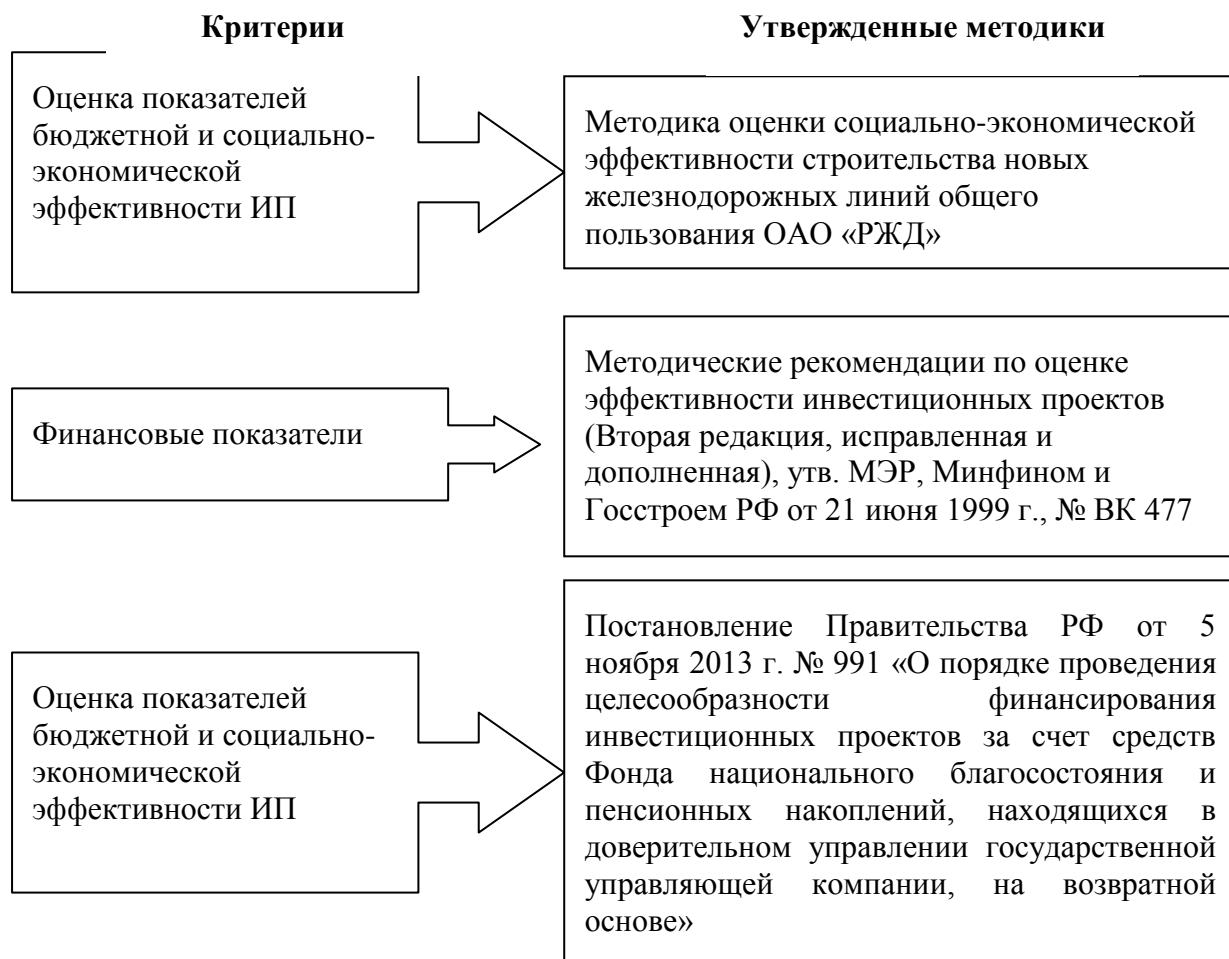 Критерии
Утвержденные методики
Оценка показателей
бюджетной и социально-
экономической
эффективности ИП
Методика оценки социально-экономической
эффективности строительства новых
железнодорожных линий общего
пользования ОАО «РЖД»
Финансовые показатели
Методические рекомендации по оценке
эффективности инвестиционных проектов
(Вторая редакция, исправленная и
дополненная), утв. МЭР, Минфином и
Госстроем РФ от 21 июня 1999 г., № ВК 477
Оценка показателей
бюджетной и социально-
экономической
эффективности ИП
Постановление Правительства РФ от 5
ноября 2013 г. № 991 «О порядке проведения
целесообразности финансирования
инвестиционных проектов за счет средств
Фонда национального благосостояния и
пенсионных накоплений, находящихся в
доверительном управлении государственной
управляющей компании, на возвратной
основе»